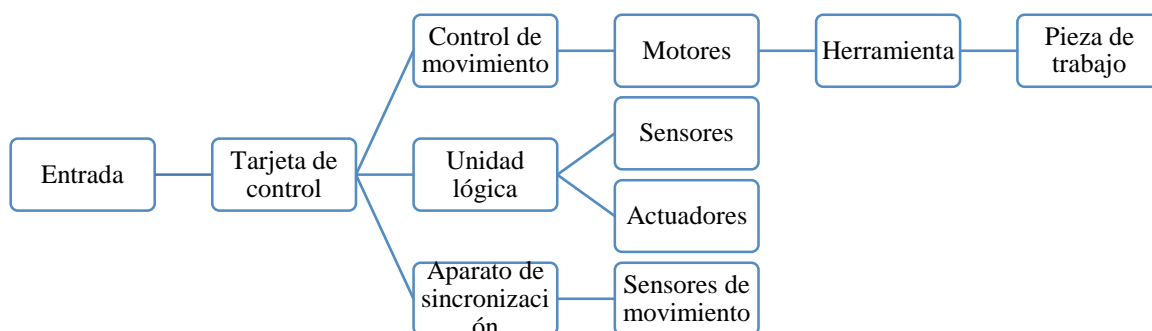 Control de
movimiento
Motores
Herramienta
Pieza de
trabajo
Sensores
Entrada
Tarjeta de
control
Unidad
lógica
Actuadores
Aparato de
sincronizaci
ón
Sensores de
movimiento